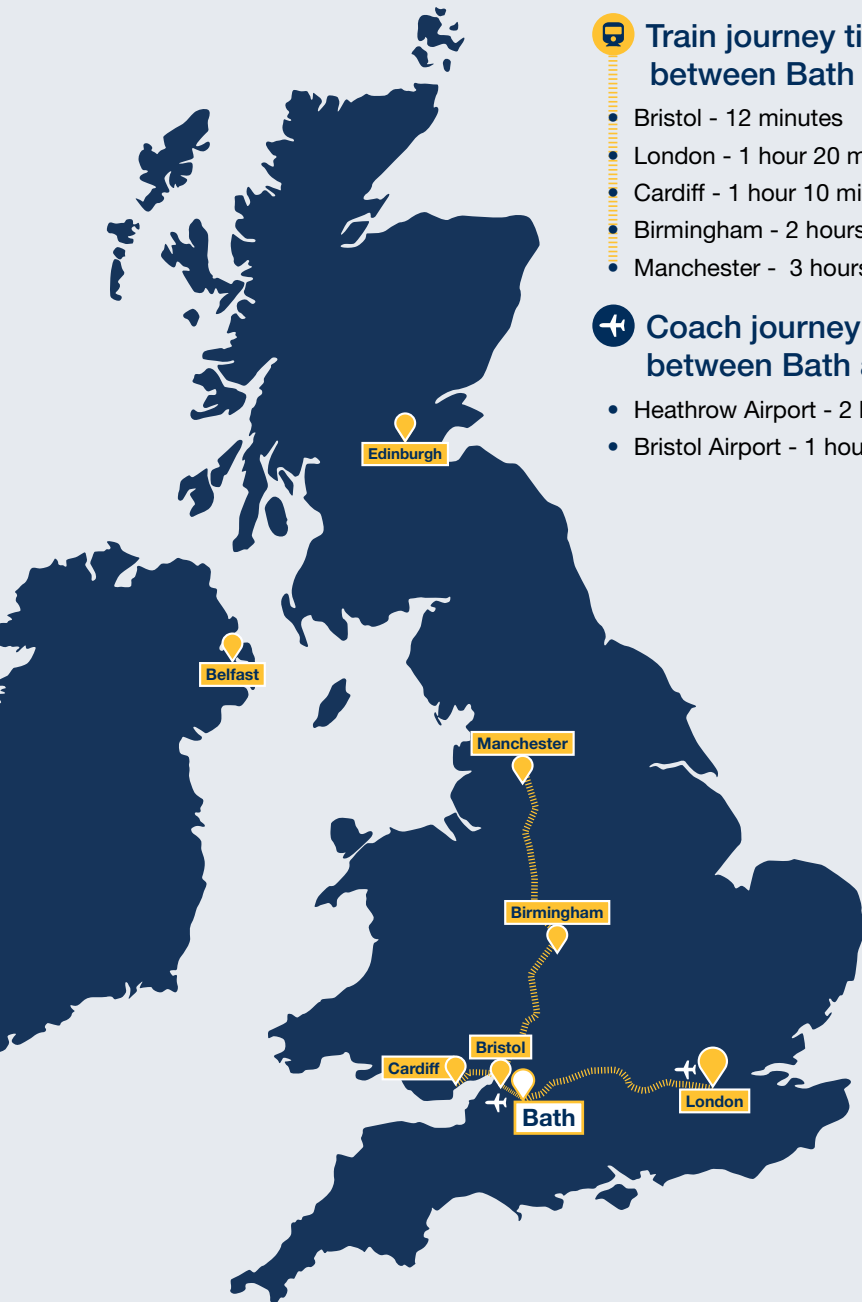 Train journey ti
between Bath
Bristol - 12 minutes
London - 1 hour 20 m
Cardiff - 1 hour 10 mi
Birmingham - 2 hours
Manchester - 3 hours
Coach journey
between Bath a
Heathrow Airport - 2 h
Bristol Airport - 1 hou
Edinburgh
Belfast
Manchester
Birmingham
Bristol
Cardiff
London
Bath